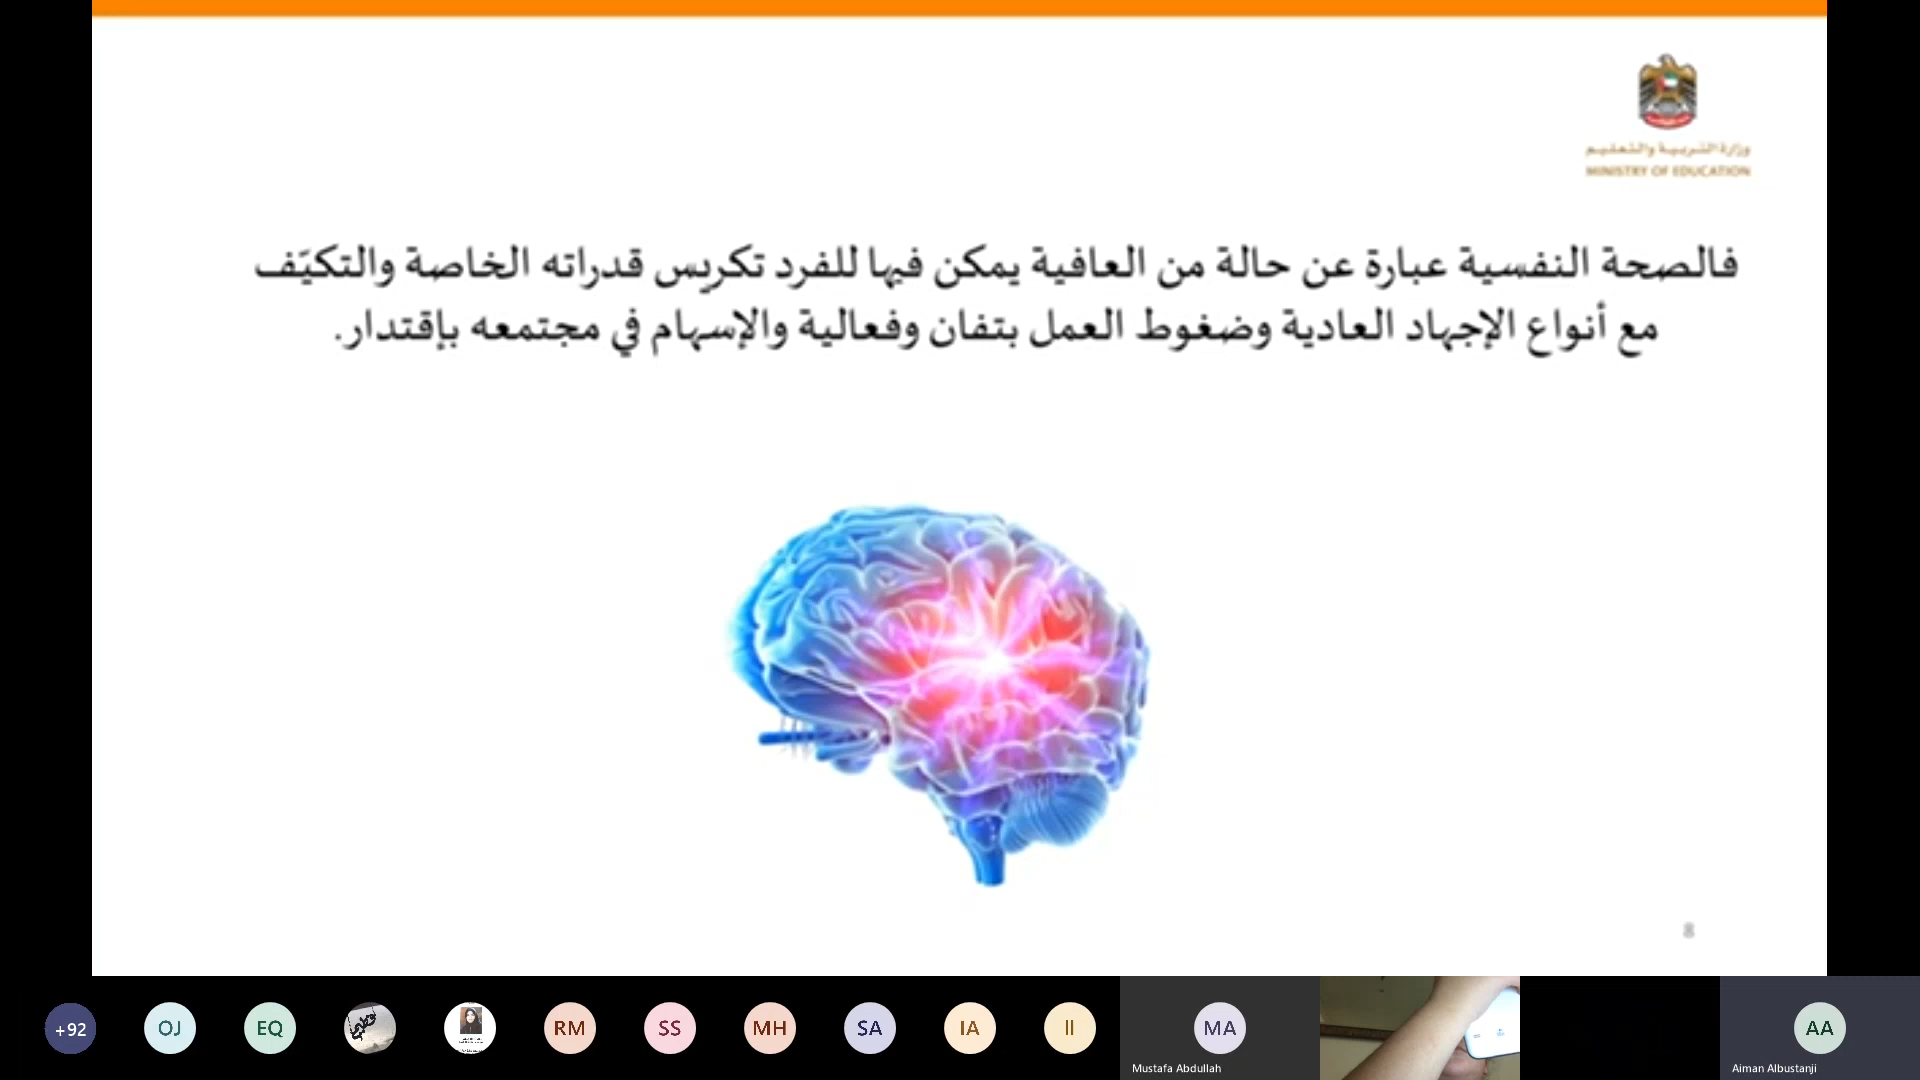 وزارة التربية والتعليم
MINISTRY OF EDUCATION
فالصحة النفسية عبارة عن حالة من العافية يمكن فيها للفرد تكريس قدراته الخاصة والتكيّف
مع أنواع الإجهاد العادية وضغوط العمل بتفان وفعالية والإسهام في مجتمعه بإقتدار.
8
+92
OJ
EQ
RM
SS
MH
SA
IA
II
MA
Mustafa Abdullah
AA
Aiman Albustanji